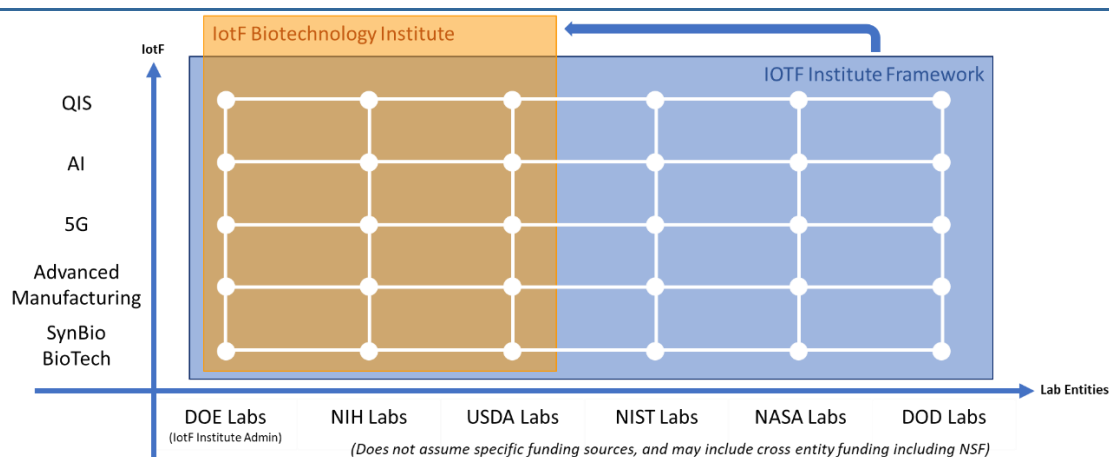 IotF Biotechnology Institute
IotF
IOTF Institute Framework
QIS
AI
5G
Advanced
Manufacturing
SynBio
BioTech
Lab Entities
DOE Labs
(IotF Institute Admin)
NIH Labs
USDA Labs
NIST Labs
NASA Labs
DOD Labs
(Does not assume specific funding sources, and may include cross entity funding including NSF)